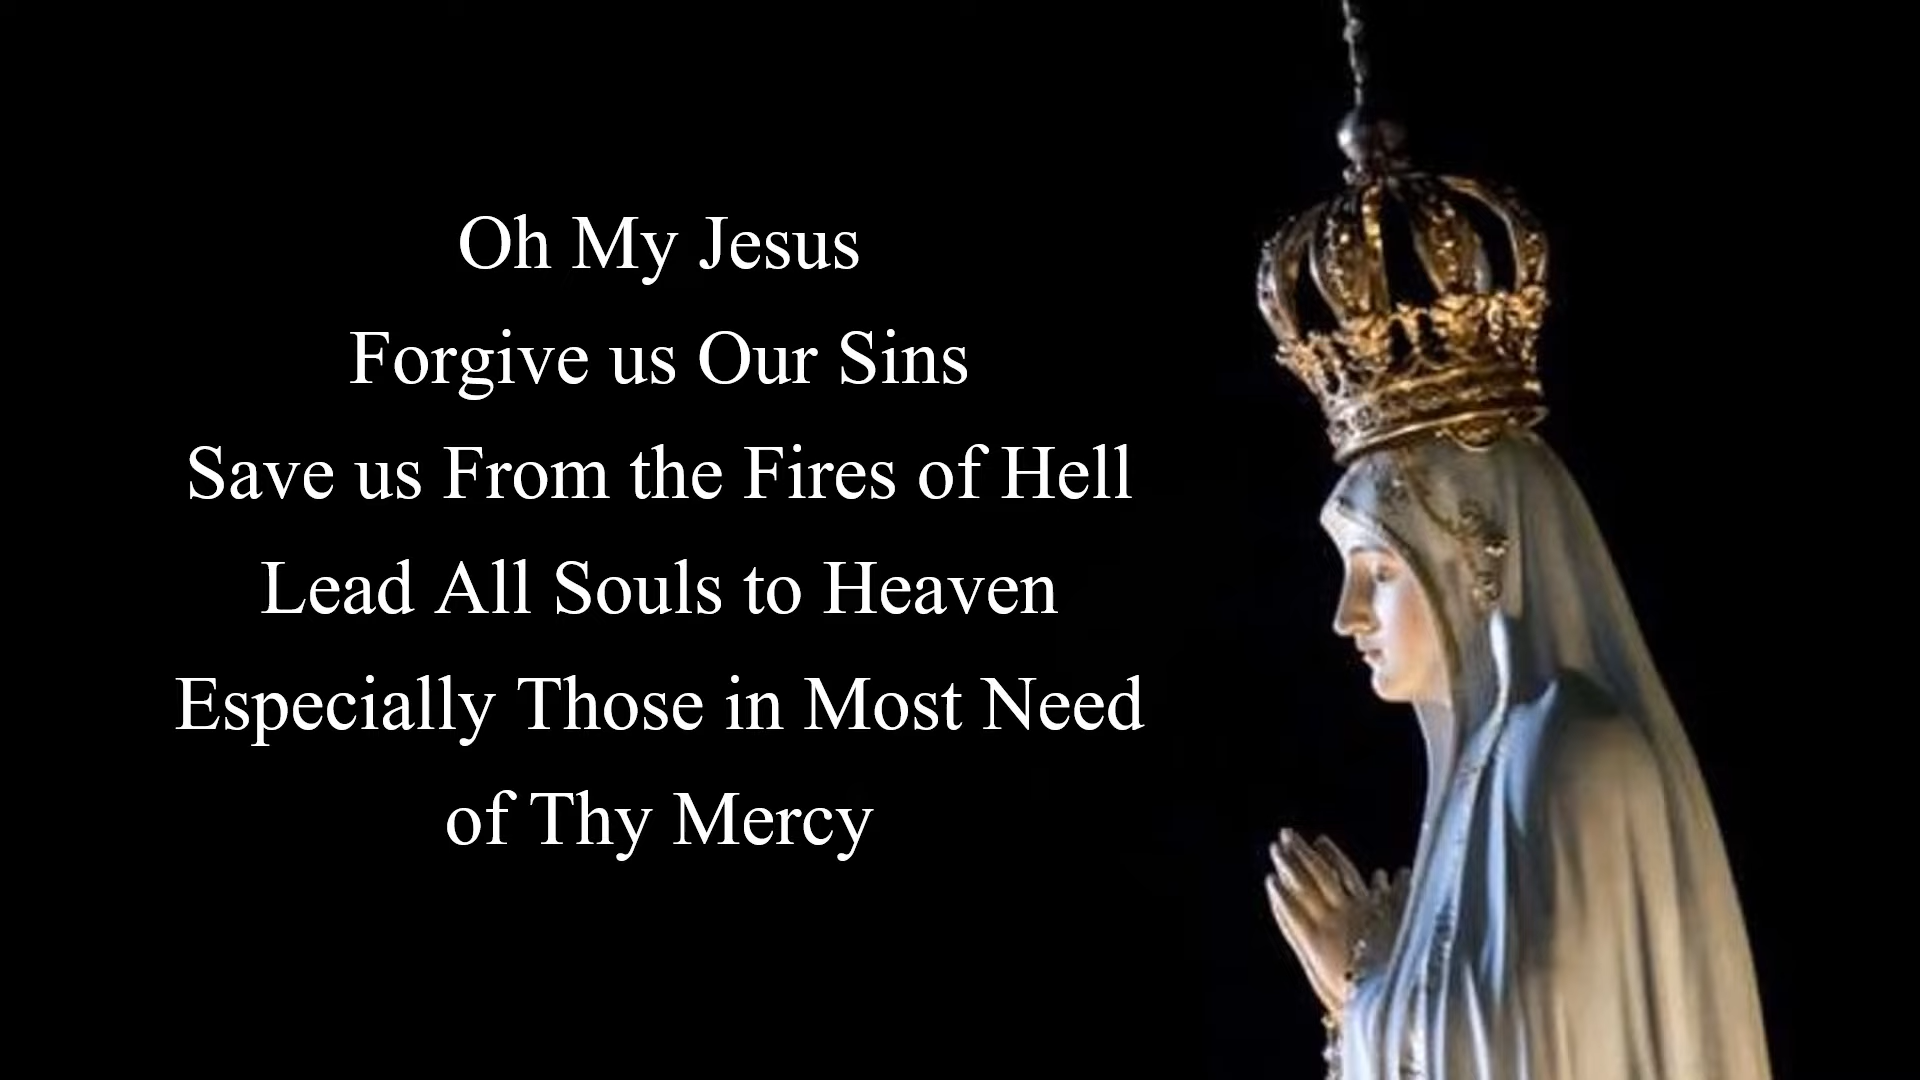 Oh My Jesus
Forgive us Our Sins
Save us From the Fires of Hell
Lead All Souls to Heaven
Especially Those in Most Need
of Thy Mercy